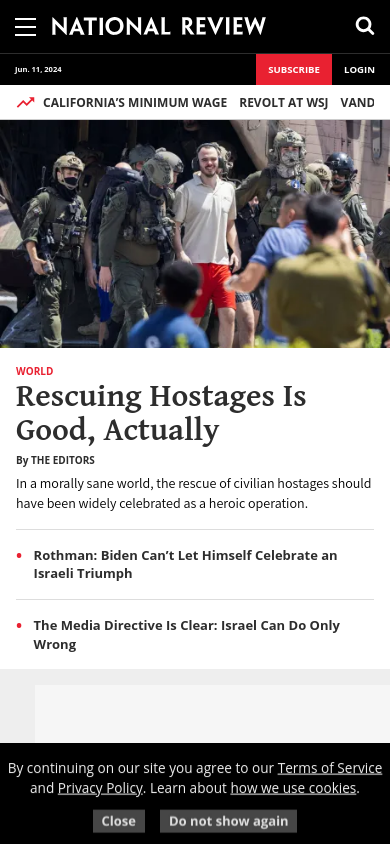 NATIONAL REVIEW
Jun. 11, 2024
SUBSCRIBE
LOGIN
CALIFORNIA'S MINIMUM WAGE REVOLT AT WSJ VAND
WORLD
Rescuing Hostages Is
Good, Actually
By THE EDITORS
In a morally sane world, the rescue of civilian hostages should
have been widely celebrated as a heroic operation.
• Rothman: Biden Can't Let Himself Celebrate an
Israeli Triumph
• The Media Directive Is Clear: Israel Can Do Only
Wrong
By continuing on our site you agree to our Terms of Service
and Privacy Policy. Learn about how we use cookies.
Close
Do not show again